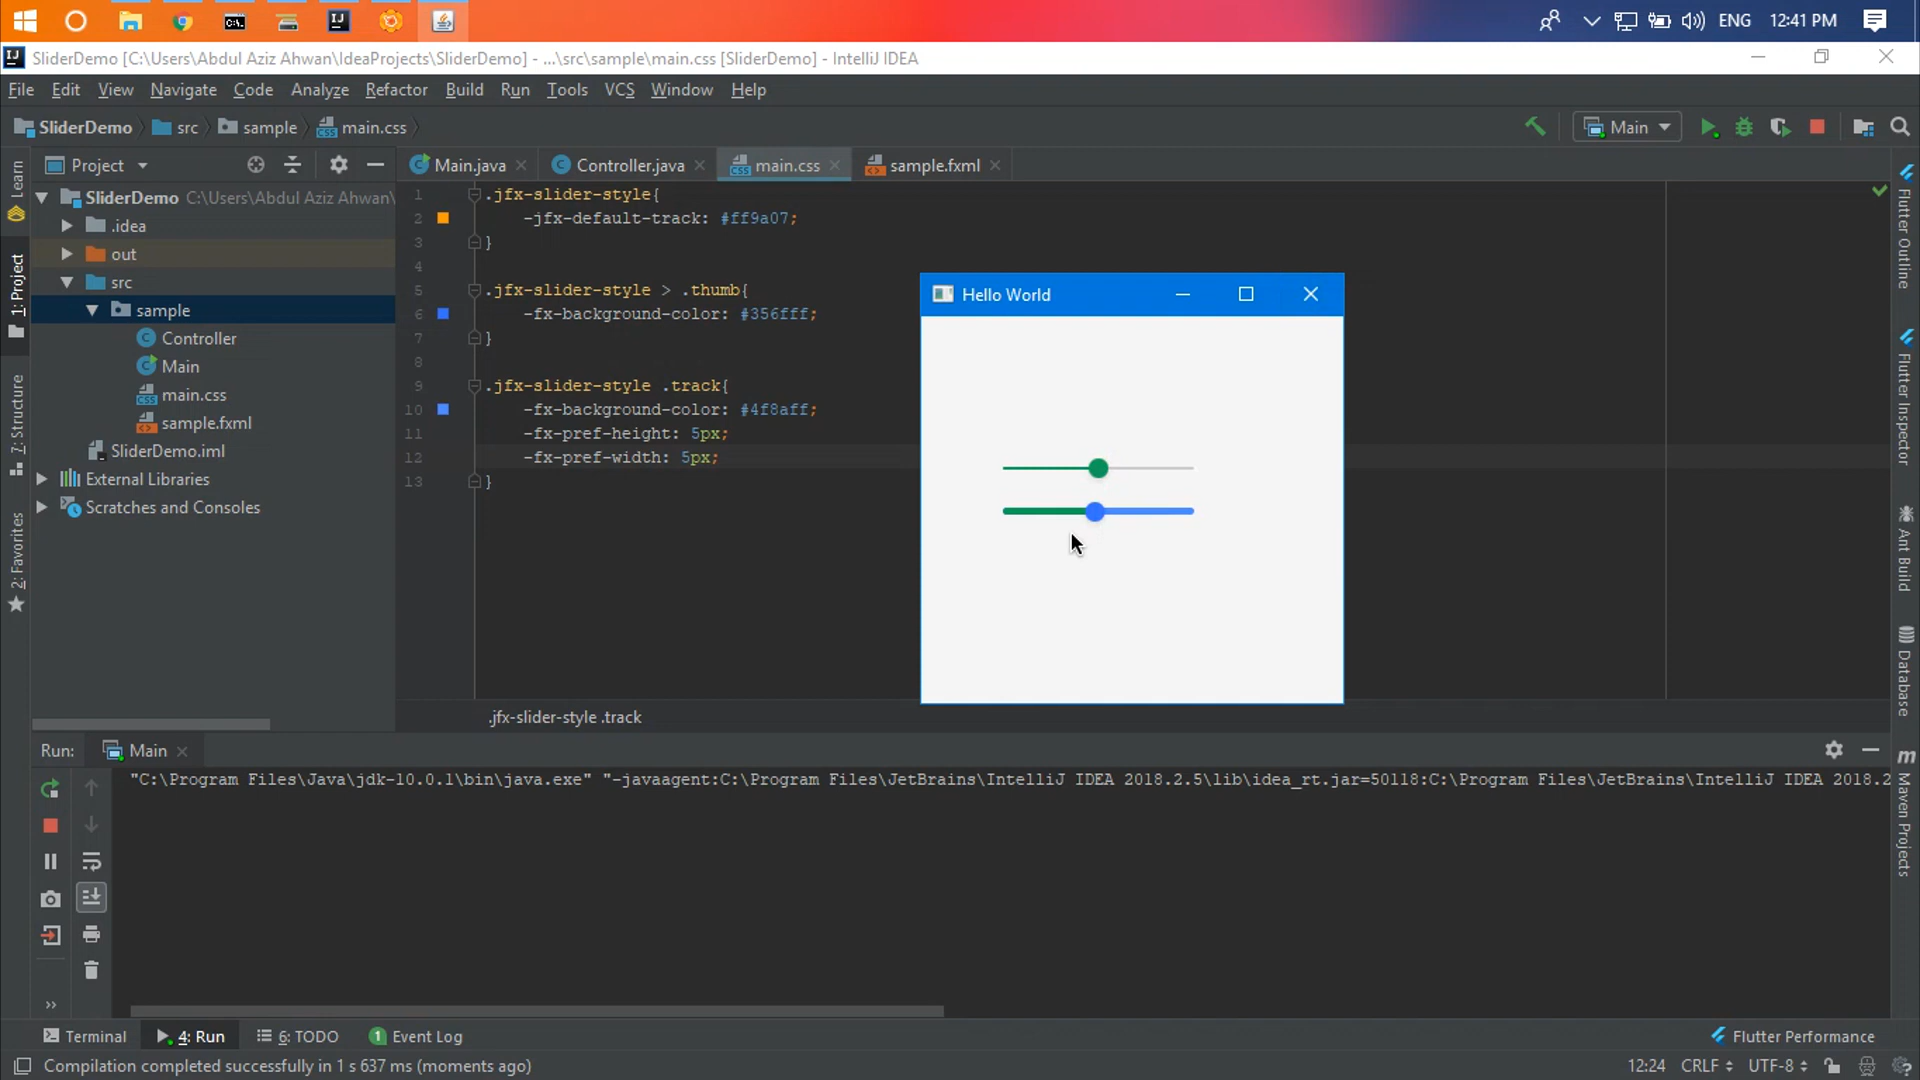 ENG 12:41 PM
SliderDemo [C:\Users\Abdul Aziz Ahwan\IdeaProjects\SliderDemo] - ...\src\sample\main.css [SliderDemo] - IntelliJ IDEA
File Edit View Navigate Code Analyze Refactor Build Run Tools VCS Window Help
SliderDemo src sample main.css Main
Project Main.java Controller.java main.css sample.fxml
SliderDemo C:\Users\Abdul Aziz Ahwan\
.idea
out
src
sample
Controller
Main
main.css
sample.fxml
SliderDemo.iml
External Libraries
Scratches and Consoles
Learn
1: Project
7: Structure
2: Favorites
1 .jfx-slider-style{
2 -jfx-default-track: #ff9a07;
3 }
4
5 .jfx-slider-style > .thumb{
6 -fx-background-color: #356fff;
7 }
8
9 .jfx-slider-style .track{
10 -fx-background-color: #4f8aff;
11 -fx-pref-height: 5px;
12 -fx-pref-width: 5px;
13 }
.jfx-slider-style .track
Hello World
Flutter Outline
Flutter Inspector
Ant Build
Database
Maven Projects
Run: Main
"C:\Program Files\Java\jdk-10.0.1\bin\java.exe" "-javaagent:C:\Program Files\JetBrains\IntelliJ IDEA 2018.2.5\lib\idea_rt.jar=50118:C:\Program Files\JetBrains\IntelliJ IDEA 2018.2
Terminal 4: Run 6: TODO 1 Event Log Flutter Performance
Compilation completed successfully in 1 s 637 ms (moments ago) 12:24 CRLF UTF-8